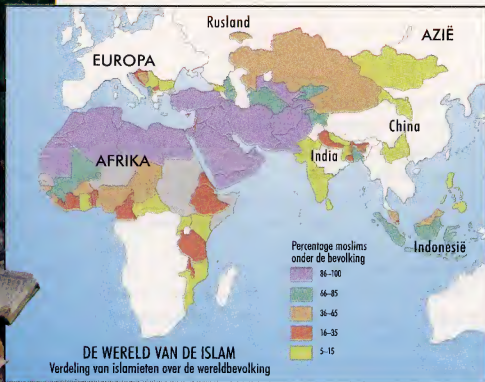 Rusland
AZIË
EUROPA
China
AFRIKA
India
Indonesië
Percentage moslims
onder de bevolking
86-100
66-85
36-65
16-35
5-15
DE WERELD VAN DE ISLAM
Verdeling van islamieten over de wereldbevolking